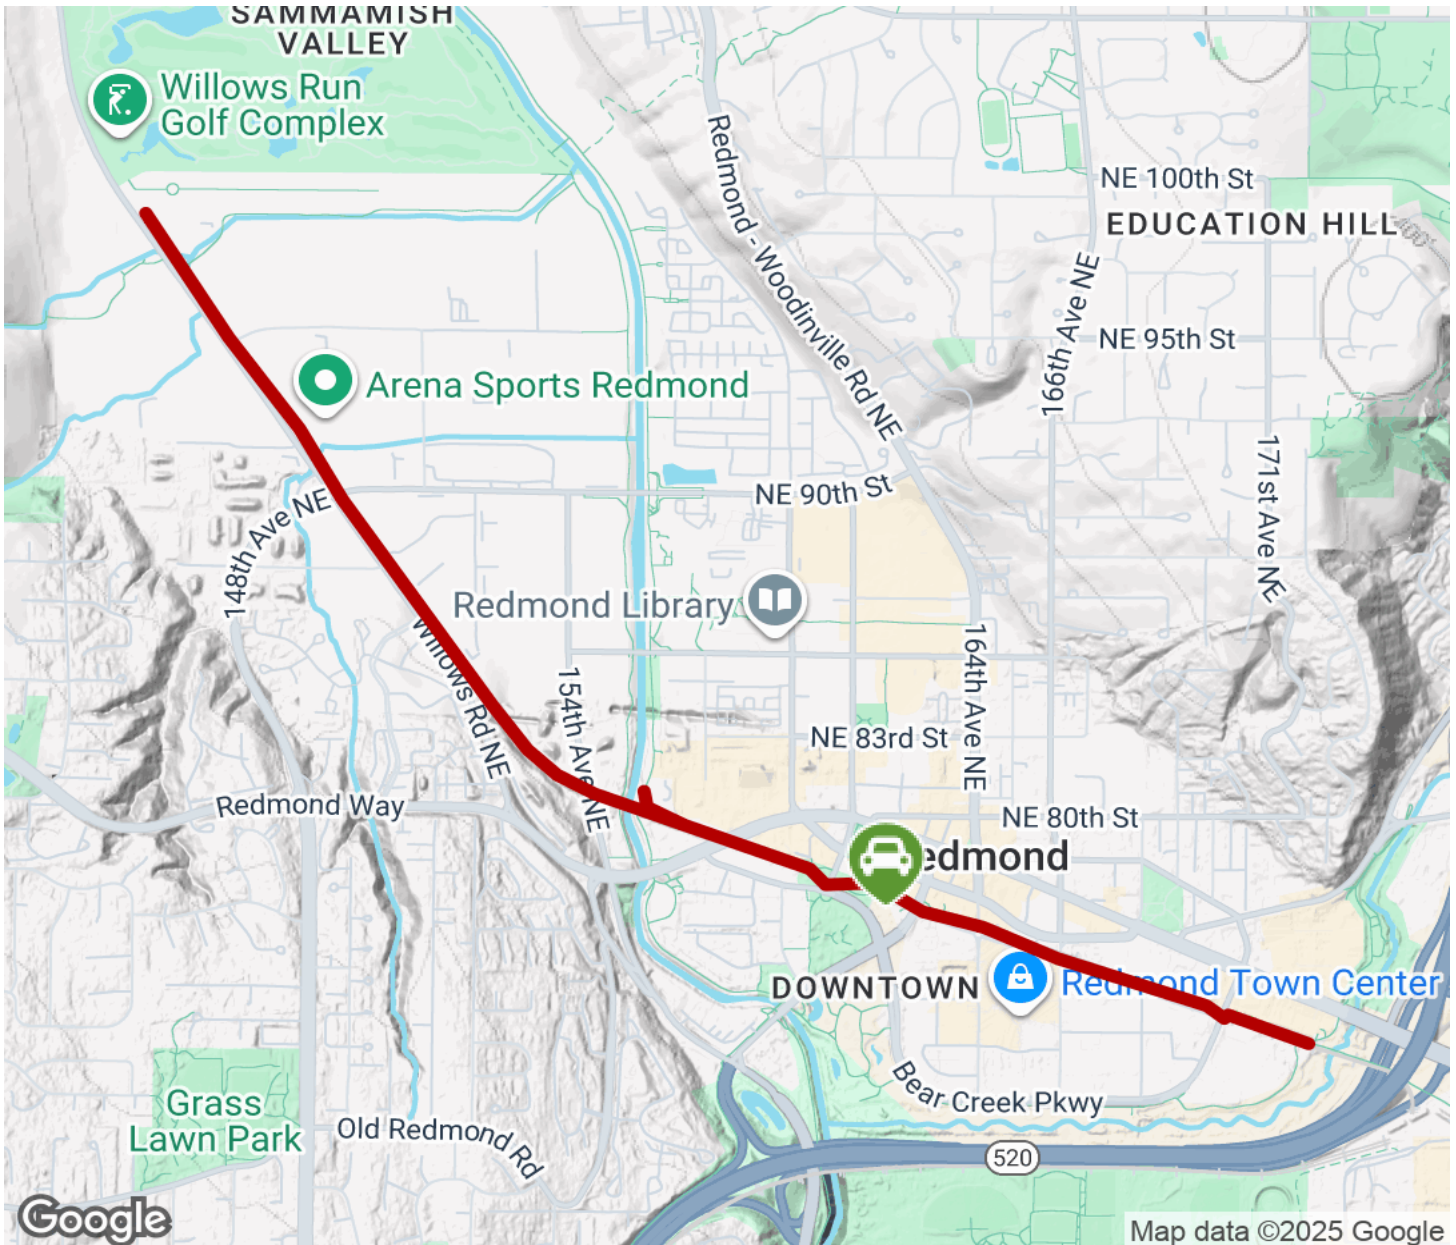 SAMMAMISH
VALLEY
Willows Run
Golf Complex
Redmond - Woodinville Rd NE
NE 100th St
EDUCATION HILL
400'
166th Ave NE
NE 95th St
Arena Sports Redmond
171st Ave NE
NE 90th St
148th Ave NE
Redmond Library
Willows Rd NE
154th Ave NE
164th Ave NE
NE 83rd St
Redmond Way
NE 80th St
edmond
DOWNTOWN
Redmond Town Center
Bear Creek Pkwy
Grass
Lawn Park
Old Redmond Rd
520
Google
Map data ©2025 Google